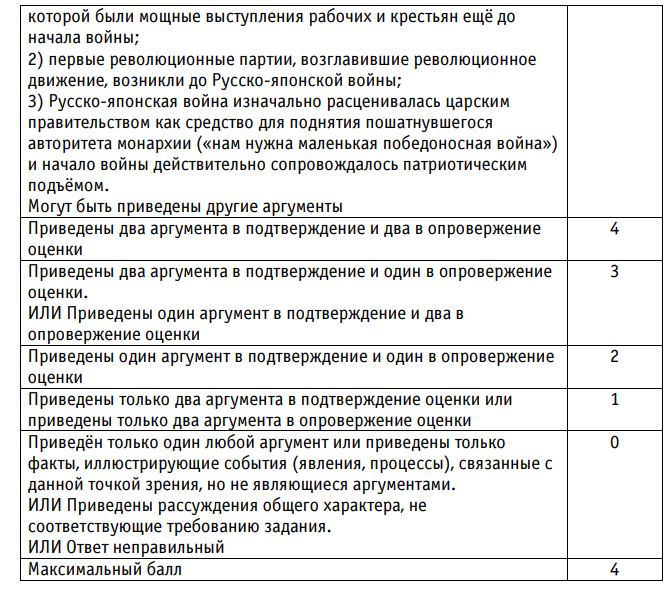 которой были мощные выступления рабочих и крестьян ещё до
начала войны;
2) первые революционные партии, возглавившие революционное
движение, возникли до Русско-японской войны;
3) Русско-японская война изначально расценивалась царским
правительством как средство для поднятия пошатнувшегося
авторитета монархии («нам нужна маленькая победоносная война»)
и начало войны действительно сопровождалось патриотическим
подъёмом.
Могут быть приведены другие аргументы
Приведены два аргумента в подтверждение и два в опровержение 4
оценки
Приведены два аргумента в подтверждение и один в опровержение 3
оценки.
ИЛИ Приведены один аргумент в подтверждение и два в
опровержение оценки
Приведены один аргумент в подтверждение и один в опровержение 2
оценки
Приведены только два аргумента в подтверждение оценки или 1
приведены только два аргумента в опровержение оценки
Приведён только один любой аргумент или приведены только 0
факты, иллюстрирующие события (явления, процессы), связанные с
данной точкой зрения, но не являющиеся аргументами.
ИЛИ Приведены рассуждения общего характера, не
соответствующие требованию задания.
ИЛИ Ответ неправильный
Максимальный балл 4